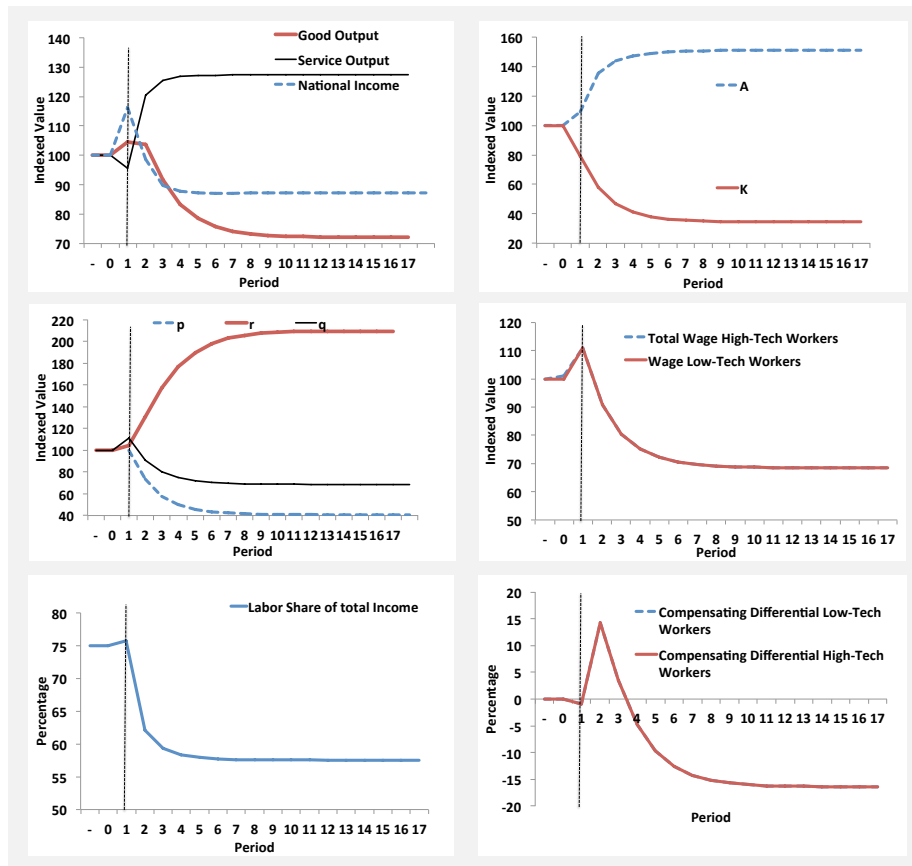 Good Output
Service Output
National Income
Indexed Value
140
130
120
110
100
90
80
70
- 0 1 2 3 4 5 6 7 8 9 10 11 12 13 14 15 16 17
Period
A
K
Indexed Value
160
140
120
100
80
60
40
20
- 0 1 2 3 4 5 6 7 8 9 10 11 12 13 14 15 16 17
Period
p r q
Indexed Value
220
200
180
160
140
120
100
80
60
40
- 0 1 2 3 4 5 6 7 8 9 10 11 12 13 14 15 16 17
Period
Total Wage High-Tech Workers
Wage Low-Tech Workers
Indexed Value
120
110
100
90
80
70
60
50
- 0 1 2 3 4 5 6 7 8 9 10 11 12 13 14 15 16 17
Period
Labor Share of total Income
Percentage
80
75
70
65
60
55
50
- 0 1 2 3 4 5 6 7 8 9 10 11 12 13 14 15 16 17
Period
Compensating Differential Low-Tech
Workers
Compensating Differential High-Tech
Workers
Percentage
20
15
10
5
0
-5
-10
-15
-20
- 0 1 2 3 4 5 6 7 8 9 10 11 12 13 14 15 16 17
Period